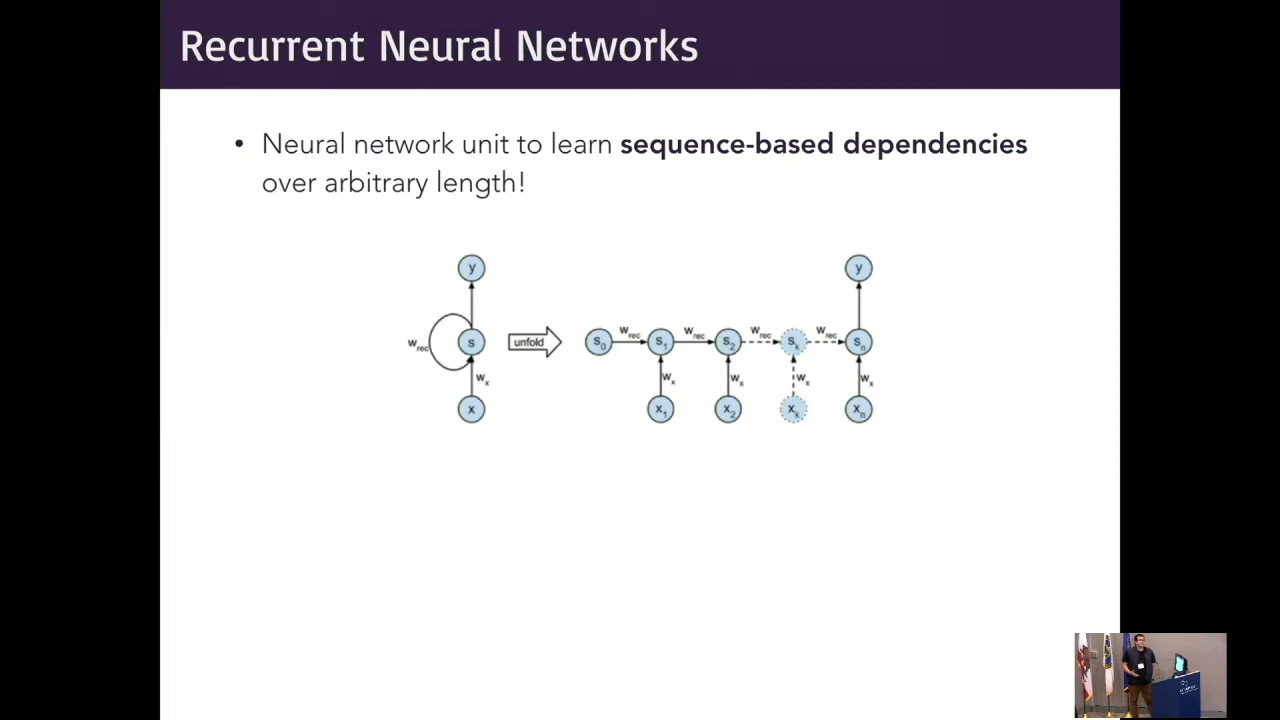 Recurrent Neural Networks
• Neural network unit to learn sequence-based dependencies
over arbitrary length!
y y
w_rec s unfold s_0 w_rec s_1 w_rec s_2 w_rec s_k w_rec s_n
w_x w_x w_x w_x w_x
x x_1 x_2 x_k x_n